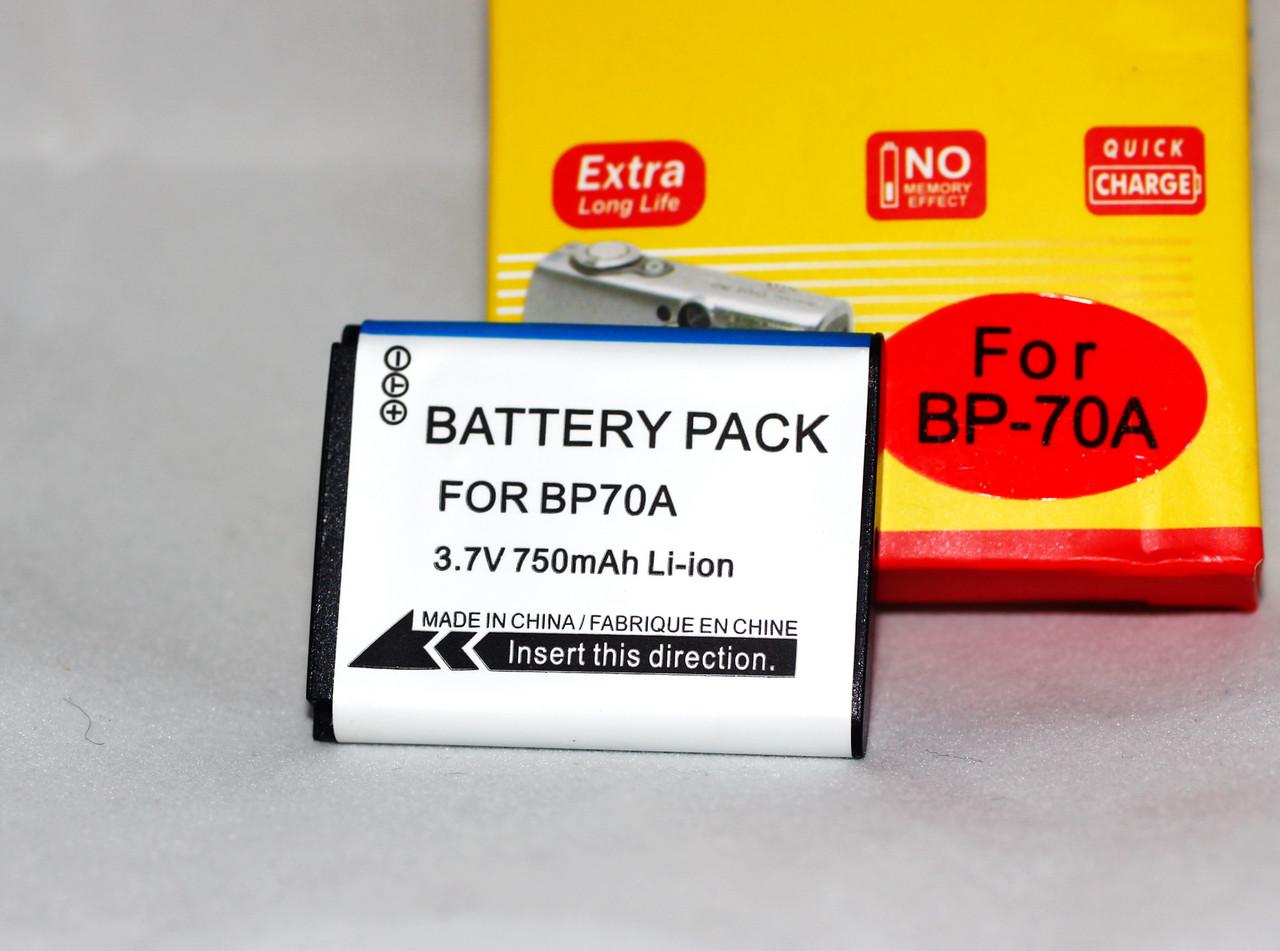 Extra
Long Life
NO
MEMORY
EFFECT
QUICK
CHARGE
For
BP-70A
BATTERY PACK
FOR BP70A
3.7V 750mAh Li-ion
MADE IN CHINA / FABRIQUE EN CHINE
Insert this direction.